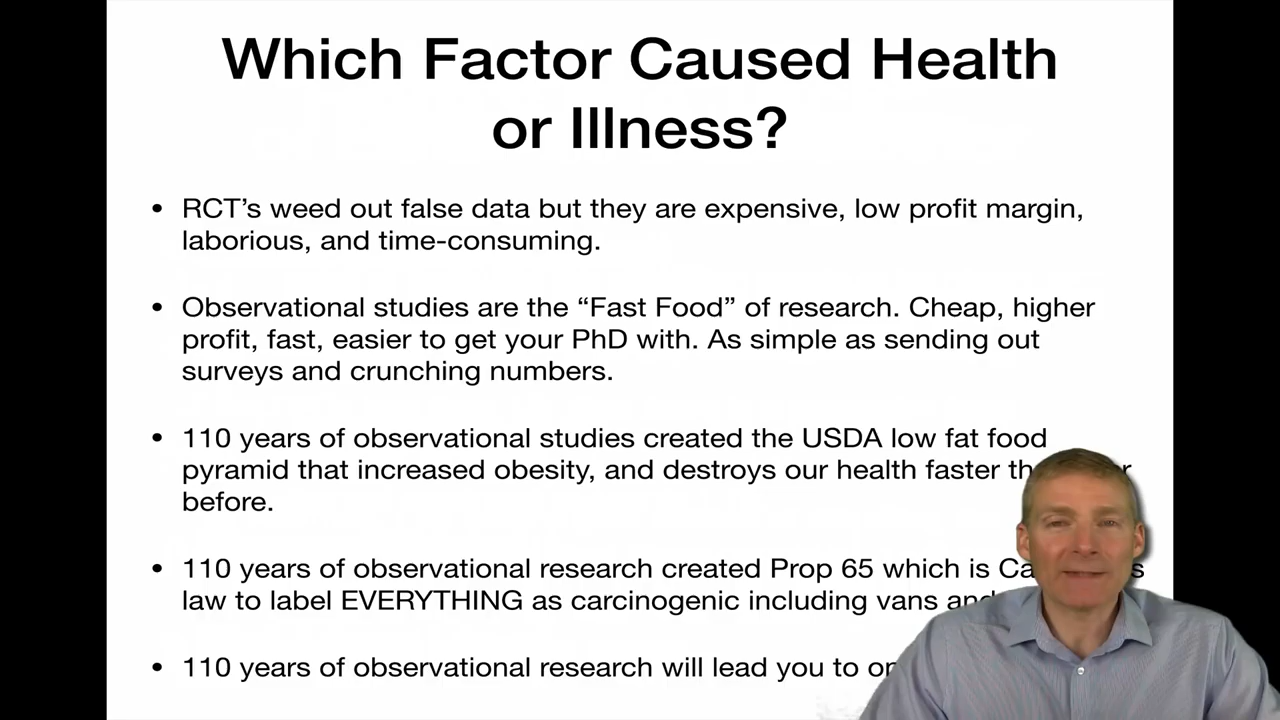 Which Factor Caused Health
or Illness?
• RCT's weed out false data but they are expensive, low profit margin,
laborious, and time-consuming.
• Observational studies are the “Fast Food” of research. Cheap, higher
profit, fast, easier to get your PhD with. As simple as sending out
surveys and crunching numbers.
• 110 years of observational studies created the USDA low fat food
pyramid that increased obesity, and destroys our health faster
before.
• 110 years of observational research created Prop 65 which is
law to label EVERYTHING as carcinogenic including vans and
• 110 years of observational research will lead you to